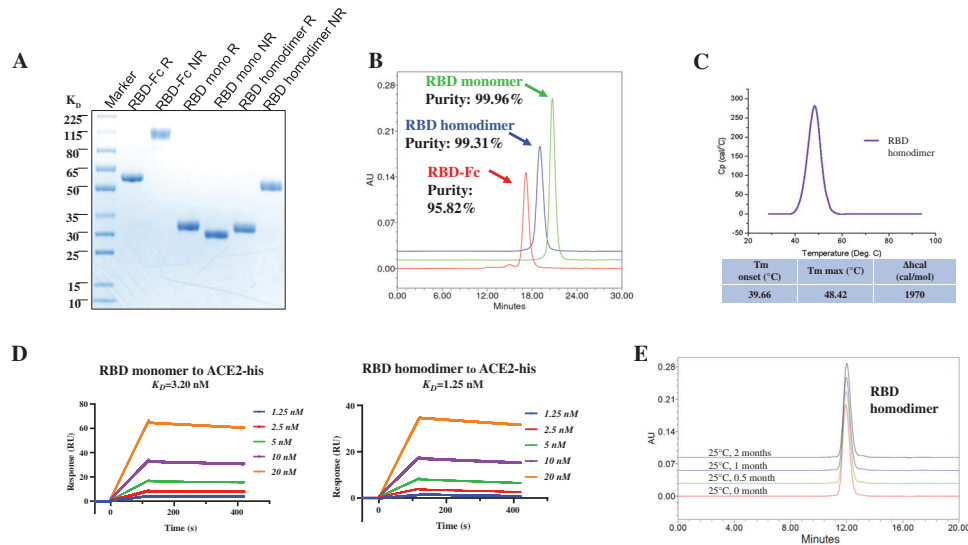 A
Marker
RBD-Fc R
RBD-Fc NR
RBD mono R
RBD mono NR
RBD homodimer R
RBD homodimer NR
K_D
225
115
80
65
50
35
30
25
15
10
B
RBD monomer
Purity: 99.96%
RBD homodimer
Purity: 99.31%
RBD-Fc
Purity:
95.82%
AU
0.28
0.21
0.14
0.07
0.00
0.00 6.00 12.00 18.00 24.00 30.00
Minutes
C
Cp (cal/°C)
300
250
200
150
100
50
0
-50
RBD
homodimer
20 40 60 80 100
Temperature (Deg. C)
Tm onset (°C) Tm max (°C) Δhcal (cal/mol)
39.66 48.42 1970
D
RBD monomer to ACE2-his
K_D=3.20 nM
Response (RU)
80
60
40
20
0
0 200 400
Time (s)
1.25 nM
2.5 nM
5 nM
10 nM
20 nM
RBD homodimer to ACE2-his
K_D=1.25 nM
Response (RU)
40
20
0
0 200 400
Time (s)
1.25 nM
2.5 nM
5 nM
10 nM
20 nM
E
RBD
homodimer
AU
0.28
0.21
0.14
0.07
0.00
25°C, 2 months
25°C, 1 month
25°C, 0.5 month
25°C, 0 month
0.00 4.00 8.00 12.00 16.00 20.00
Minutes